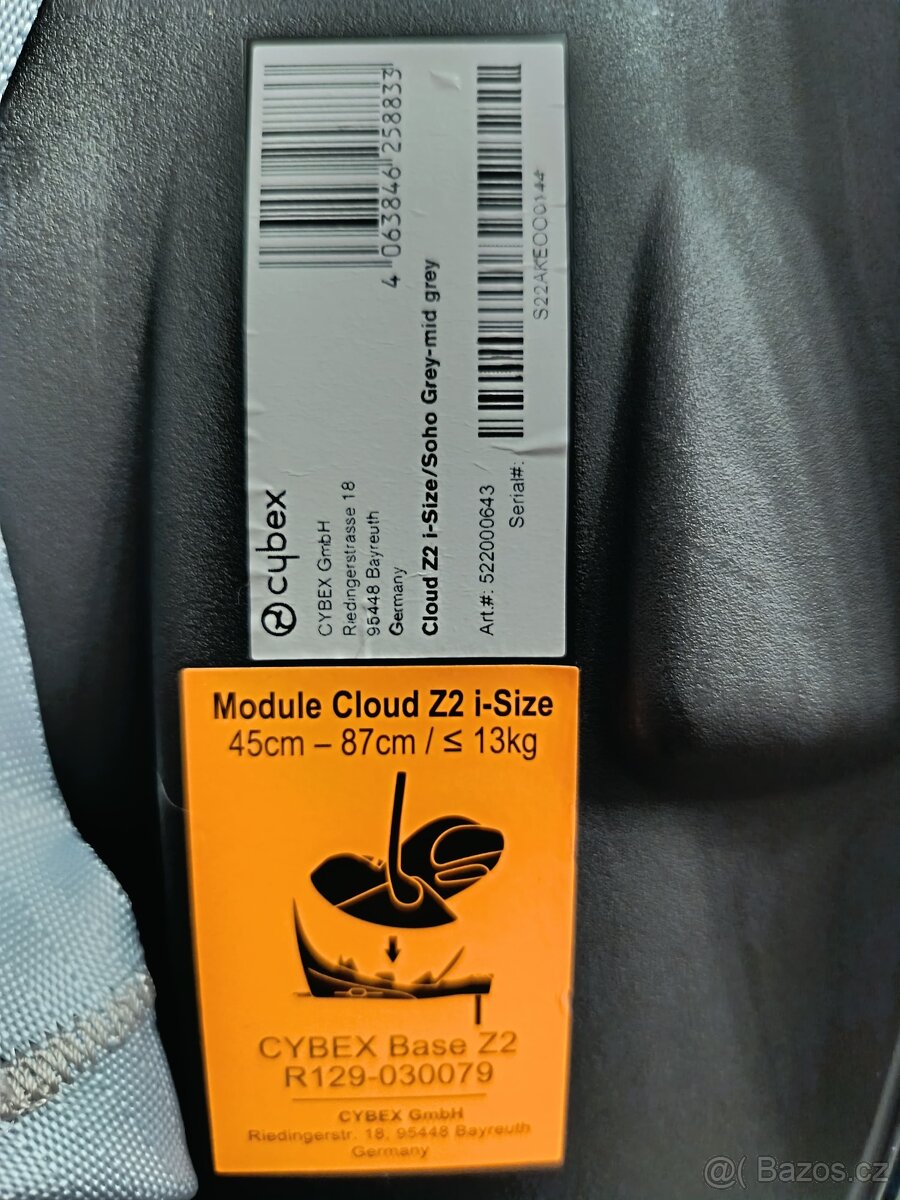 cybex
CYBEX GmbH
Riedingerstrasse 18
95448 Bayreuth
Germany
4 063846 258833
Cloud Z2 i-Size/Soho Grey-mid grey
Art.#: 522000643
Serial#:
S22AKE000144
Module Cloud Z2 i-Size
45cm – 87cm / ≤ 13kg
CYBEX Base Z2
R129-030079
CYBEX GmbH
Riedingerstr. 18, 95448 Bayreuth
Germany
@( Bazos.cz